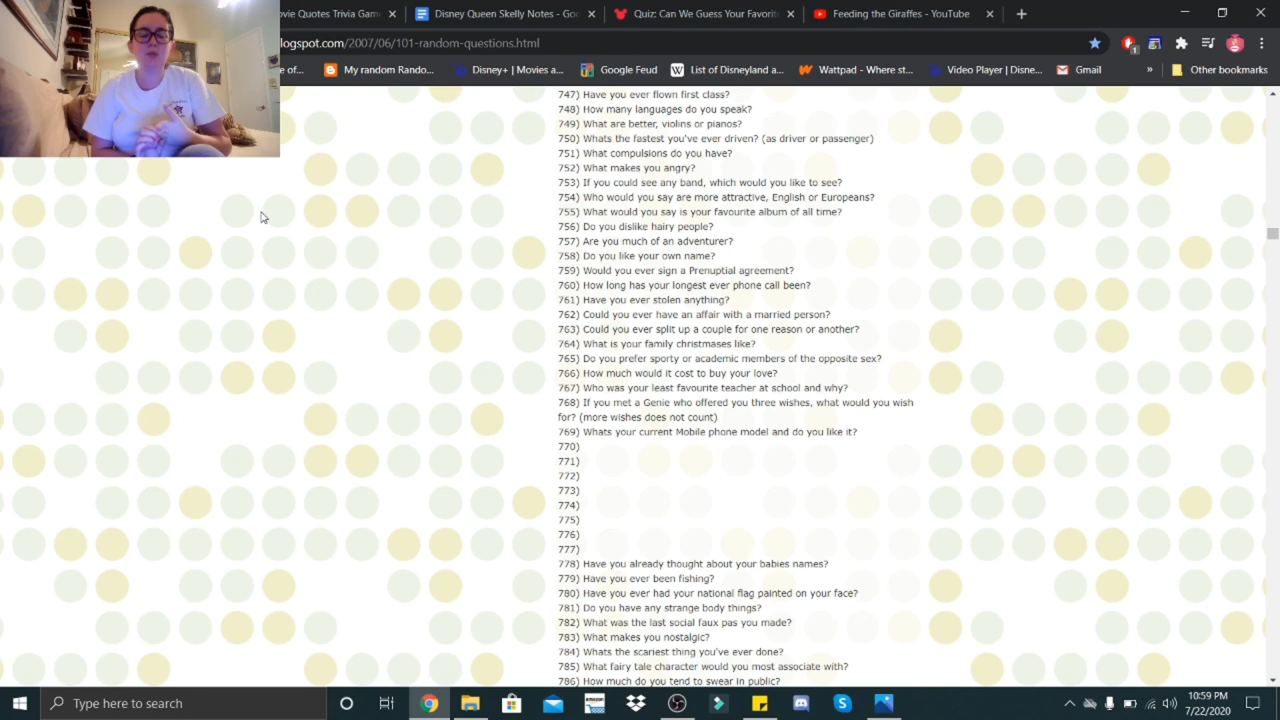 ovie Quotes Trivia Gam
Disney Queen Skelly Notes - Go
Quiz: Can We Guess Your Favori
Feeding the Giraffes - YouTube
logspot.com/2007/06/101-random-questions.html
e of...
My random Rando...
Disney+ | Movies a...
Google Feud
List of Disneyland a...
Wattpad - Where st...
Video Player | Disne...
Gmail
Other bookmarks
747) Have you ever flown first class?
748) How many languages do you speak?
749) What are better, violins or pianos?
750) Whats the fastest you've ever driven? (as driver or passenger)
751) What compulsions do you have?
752) What makes you angry?
753) If you could see any band, which would you like to see?
754) Who would you say are more attractive, English or Europeans?
755) What would you say is your favourite album of all time?
756) Do you dislike hairy people?
757) Are you much of an adventurer?
758) Do you like your own name?
759) Would you ever sign a Prenuptial agreement?
760) How long has your longest ever phone call been?
761) Have you ever stolen anything?
762) Could you ever have an affair with a married person?
763) Could you ever split up a couple for one reason or another?
764) What is your family christmases like?
765) Do you prefer sporty or academic members of the opposite sex?
766) How much would it cost to buy your love?
767) Who was your least favourite teacher at school and why?
768) If you met a Genie who offered you three wishes, what would you wish
for? (more wishes does not count)
769) Whats your current Mobile phone model and do you like it?
770)
771)
772)
773)
774)
775)
776)
777)
778) Have you already thought about your babies names?
779) Have you ever been fishing?
780) Have you ever had your national flag painted on your face?
781) Do you have any strange body things?
782) What was the last social faux pas you made?
783) What makes you nostalgic?
784) Whats the scariest thing you've ever done?
785) What fairy tale character would you most associate with?
786) How much do you tend to swear in public?
Type here to search
10:59 PM
7/22/2020